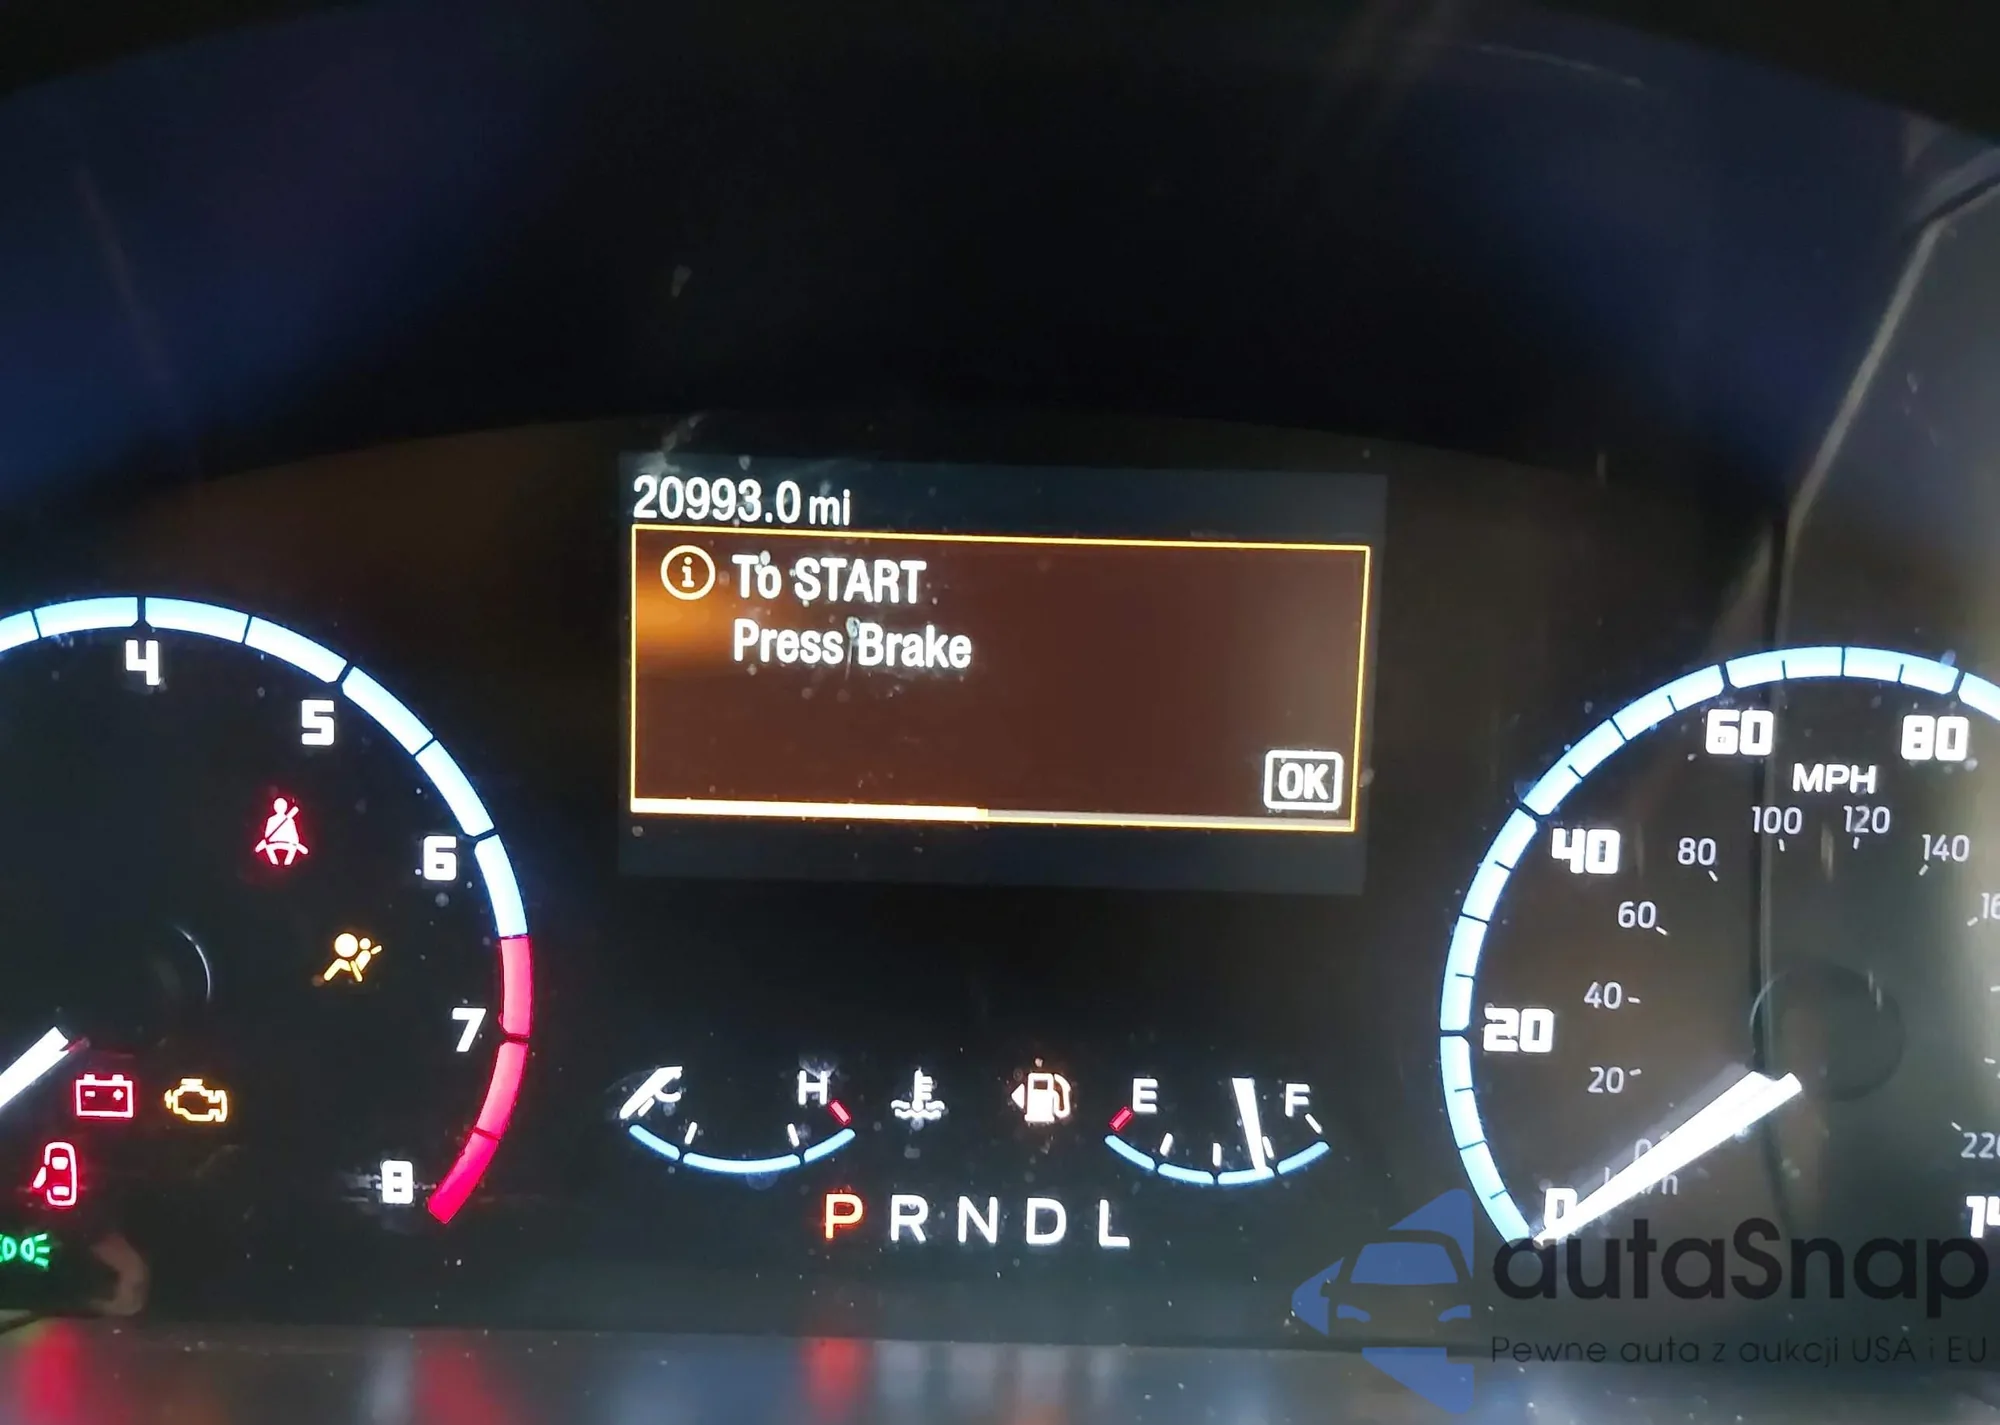 20993.0 mi
To START
Press Brake
OK
4
5
6
7
8
C H
E F
P R N D L
60 80
MPH
100 120
80 140
40
60
40
20
20
0
autaSnap
Pewne auta z aukcji USA i EU